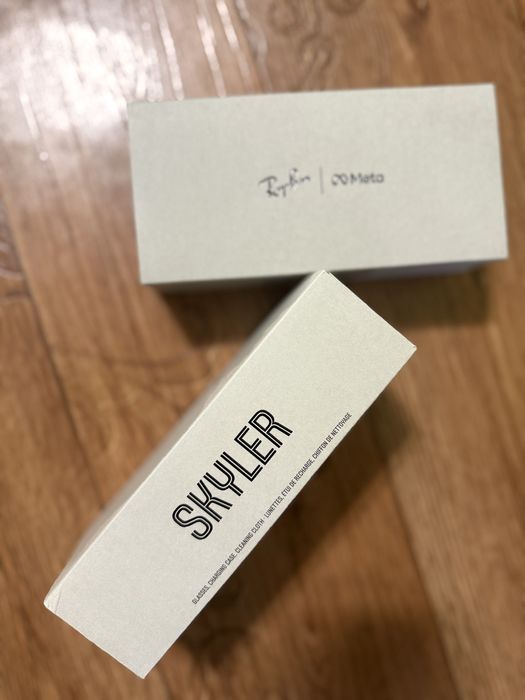 Ray-Ban | ∞ Meta
SKYLER
GLASSES, CHARGING CASE, CLEANING CLOTH · LUNETTES, ÉTUI DE RECHARGE, CHIFFON DE NETTOYAGE